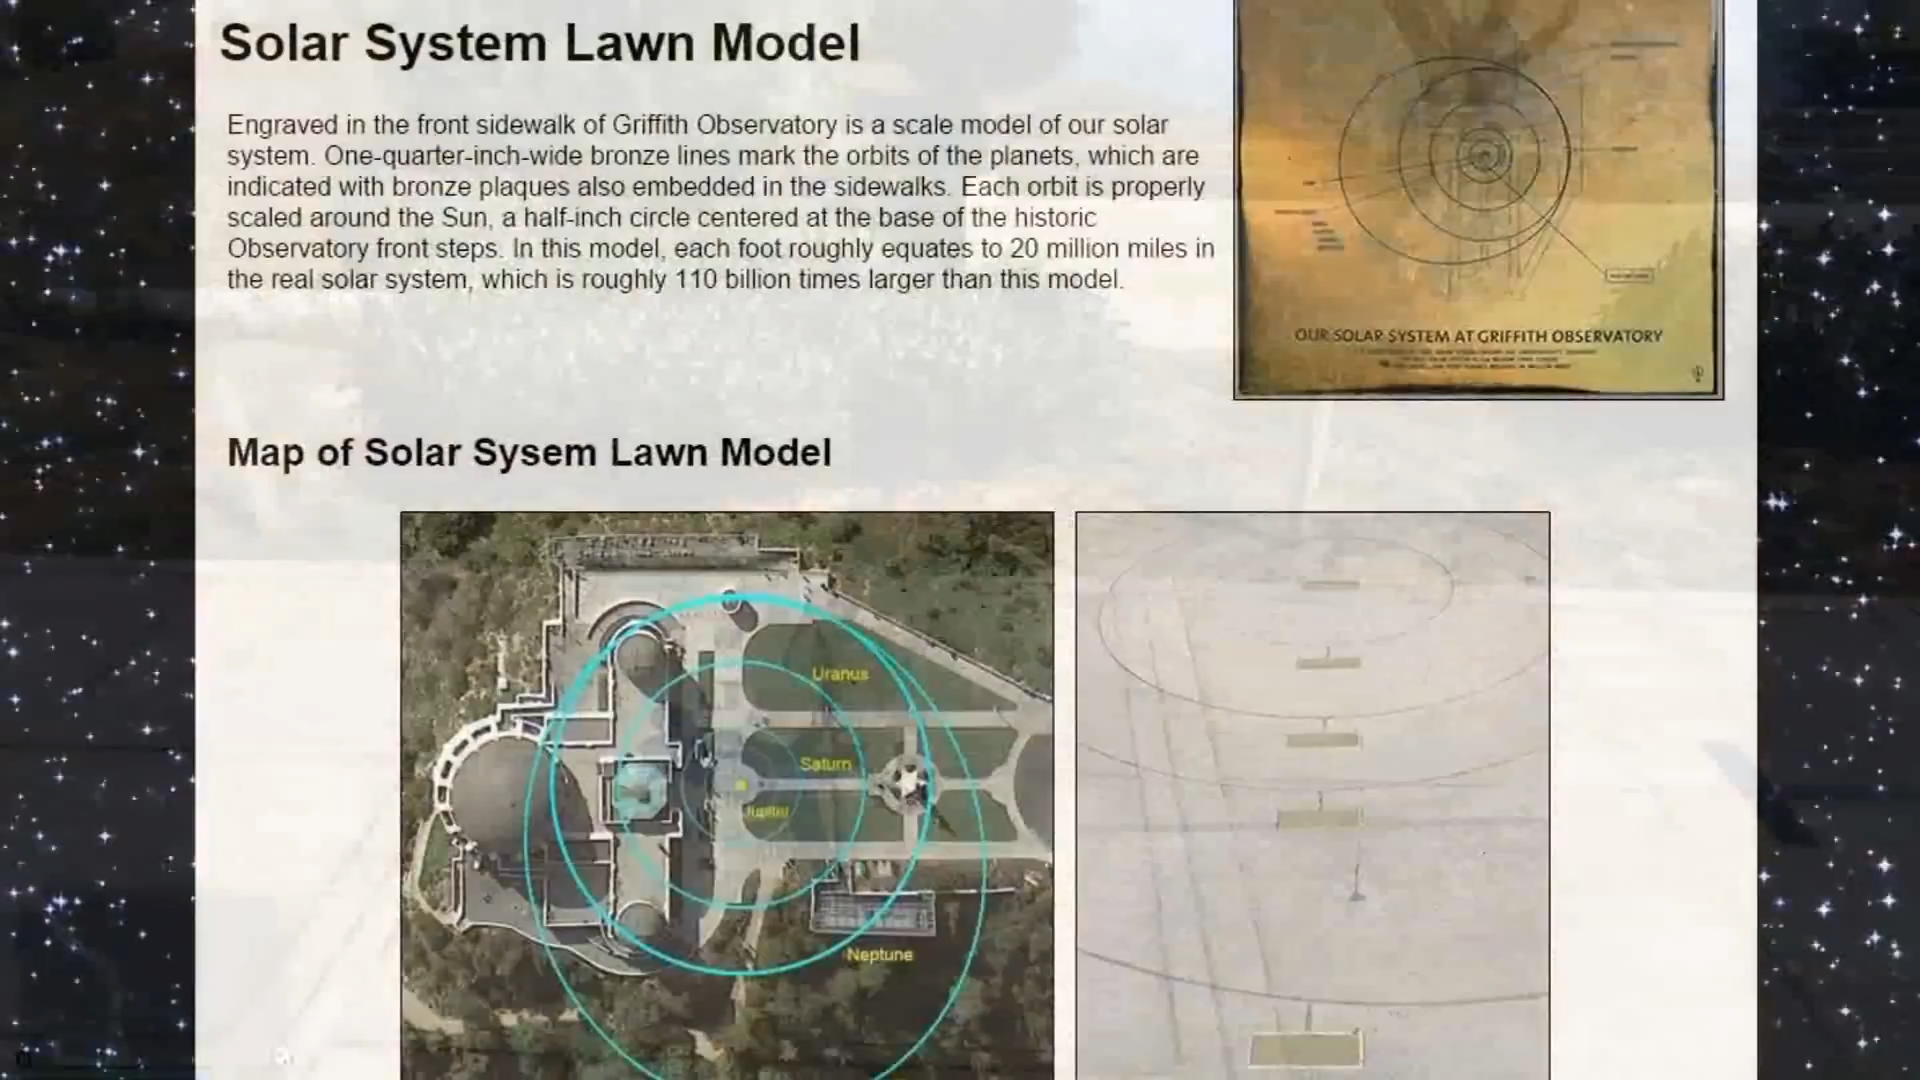 Solar System Lawn Model
Engraved in the front sidewalk of Griffith Observatory is a scale model of our solar
system. One-quarter-inch-wide bronze lines mark the orbits of the planets, which are
indicated with bronze plaques also embedded in the sidewalks. Each orbit is properly
scaled around the Sun, a half-inch circle centered at the base of the historic
Observatory front steps. In this model, each foot roughly equates to 20 million miles in
the real solar system, which is roughly 110 billion times larger than this model.
OUR SOLAR SYSTEM AT GRIFFITH OBSERVATORY
Map of Solar Sysem Lawn Model
Uranus
Saturn
Jupiter
Neptune